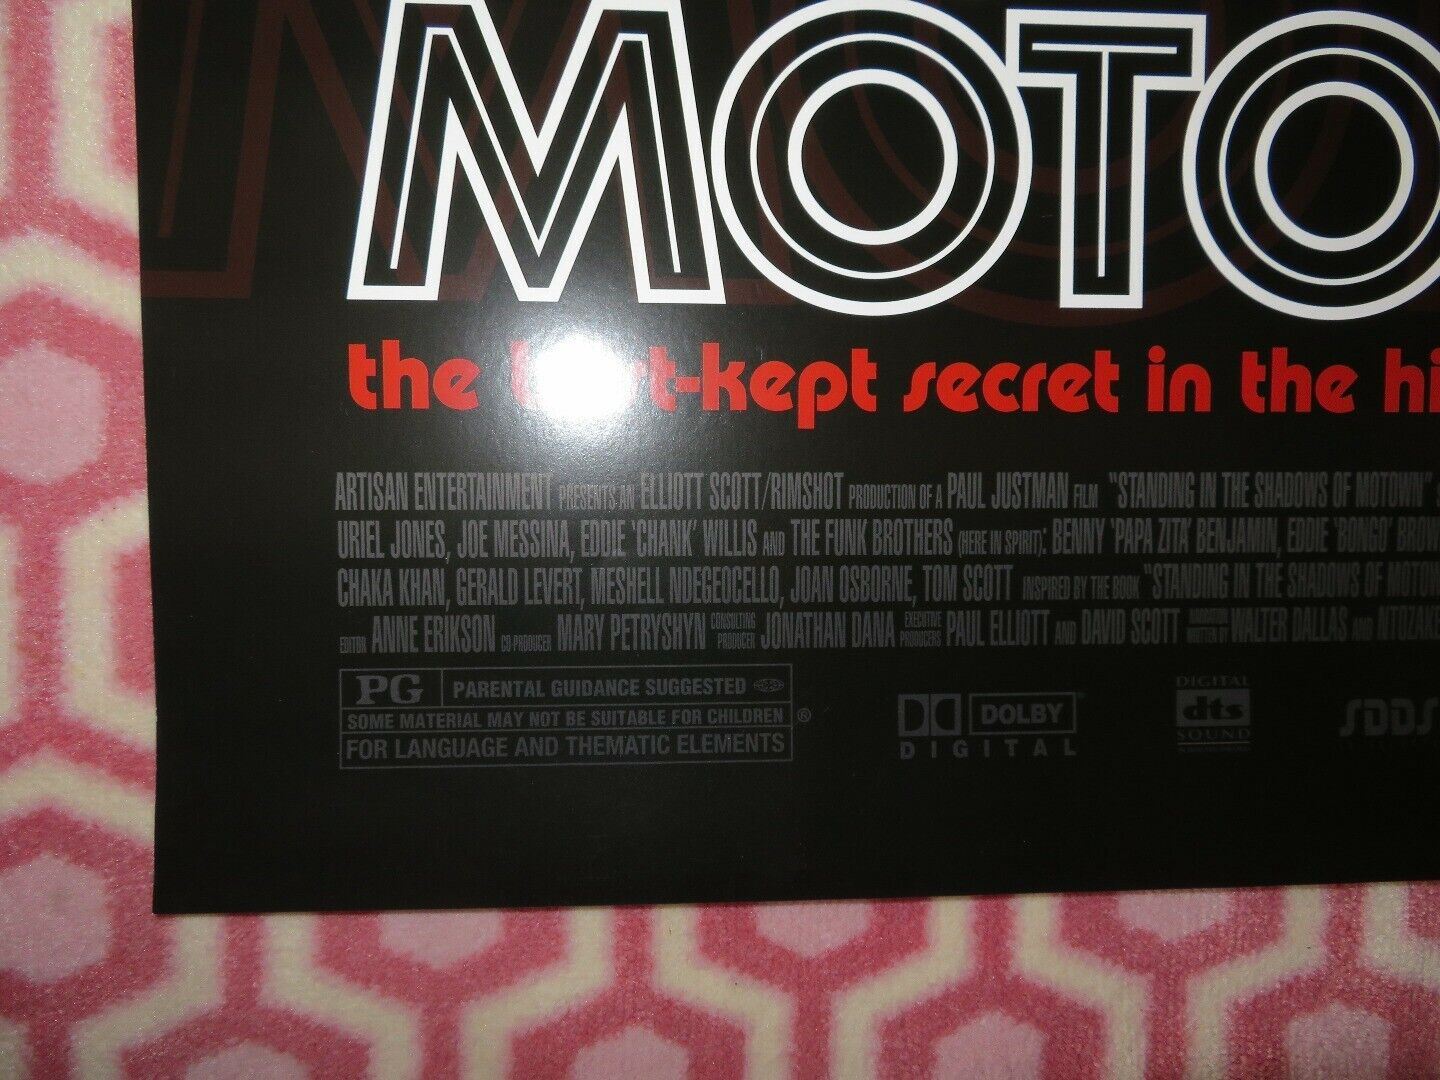 MOTO
the -kept secret in the hi
ARTISAN ENTERTAINMENT PRESENTS AN ELLIOTT SCOTT/RIMSHOT PRODUCTION OF A PAUL JUSTMAN FILM "STANDING IN THE SHADOWS OF MOTOWN"
URIEL JONES, JOE MESSINA, EDDIE 'CHANK' WILLIS AND THE FUNK BROTHERS (HERE IN SPIRIT): BENNY 'PAPA ZITA' BENJAMIN, EDDIE 'BONGO' BROW
CHAKA KHAN, GERALD LEVERT, MESHELL NDEGEOCELLO, JOAN OSBORNE, TOM SCOTT INSPIRED BY THE BOOK "STANDING IN THE SHADOWS OF MOTOW
EDITOR ANNE ERIKSON CO-PRODUCER MARY PETRYSHYN CONSULTING PRODUCER JONATHAN DANA EXECUTIVE PRODUCERS PAUL ELLIOTT AND DAVID SCOTT WRITTEN BY WALTER DALLAS AND NTOZAKE
PG PARENTAL GUIDANCE SUGGESTED
SOME MATERIAL MAY NOT BE SUITABLE FOR CHILDREN ®
FOR LANGUAGE AND THEMATIC ELEMENTS
DOLBY
DIGITAL
DIGITAL
dts
SOUND
SDDS